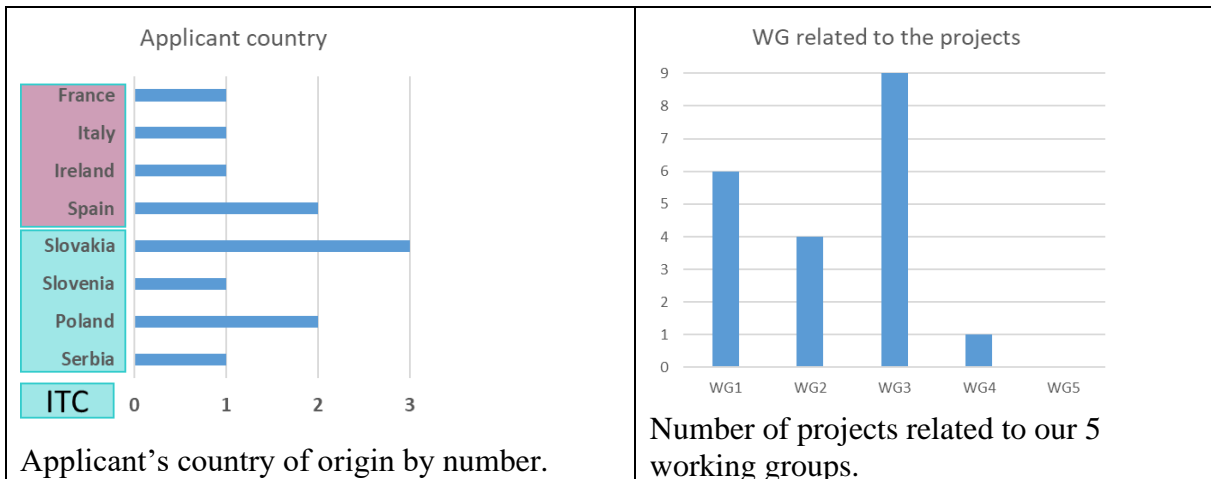 Applicant country
France
Italy
Ireland
Spain
Slovakia
Slovenia
Poland
Serbia
ITC
0 1 2 3
Applicant’s country of origin by number.
WG related to the projects
9
8
7
6
5
4
3
2
1
0
WG1 WG2 WG3 WG4 WG5
Number of projects related to our 5
working groups.